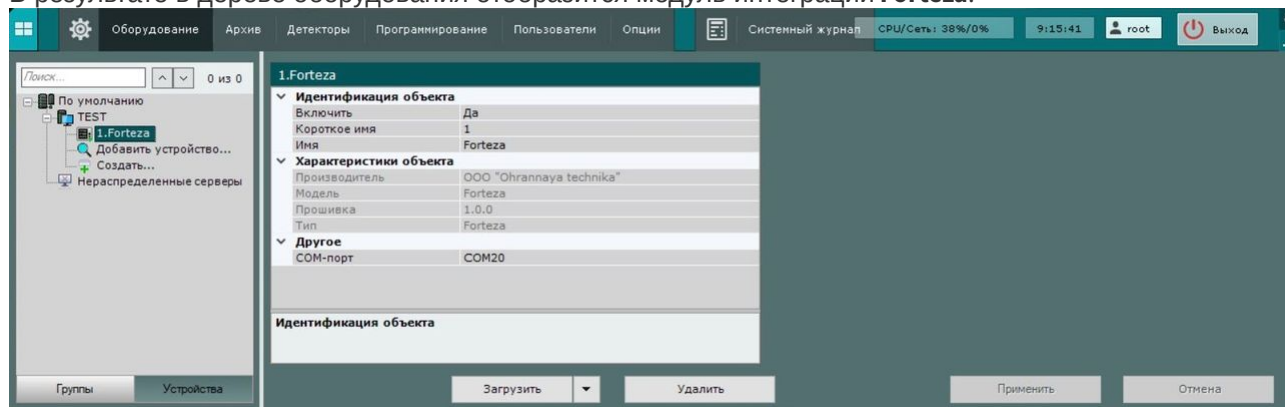 В результате в дереве оборудования отобразится модуль интеграции Forteza.
Оборудование Архив Детекторы Программирование Пользователи Опции Системный журнал CPU/Сеть: 38%/0% 9:15:41 root Выход
Поиск... 0 из 0
По умолчанию
TEST
1.Forteza
Добавить устройство...
Создать...
Нераспределенные серверы
Группы Устройства
1.Forteza
Идентификация объекта
Включить Да
Короткое имя 1
Имя Forteza
Характеристики объекта
Производитель ООО "Ohrannaya technika"
Модель Forteza
Прошивка 1.0.0
Тип Forteza
Другое
COM-порт COM20
Идентификация объекта
Загрузить Удалить Применить Отмена